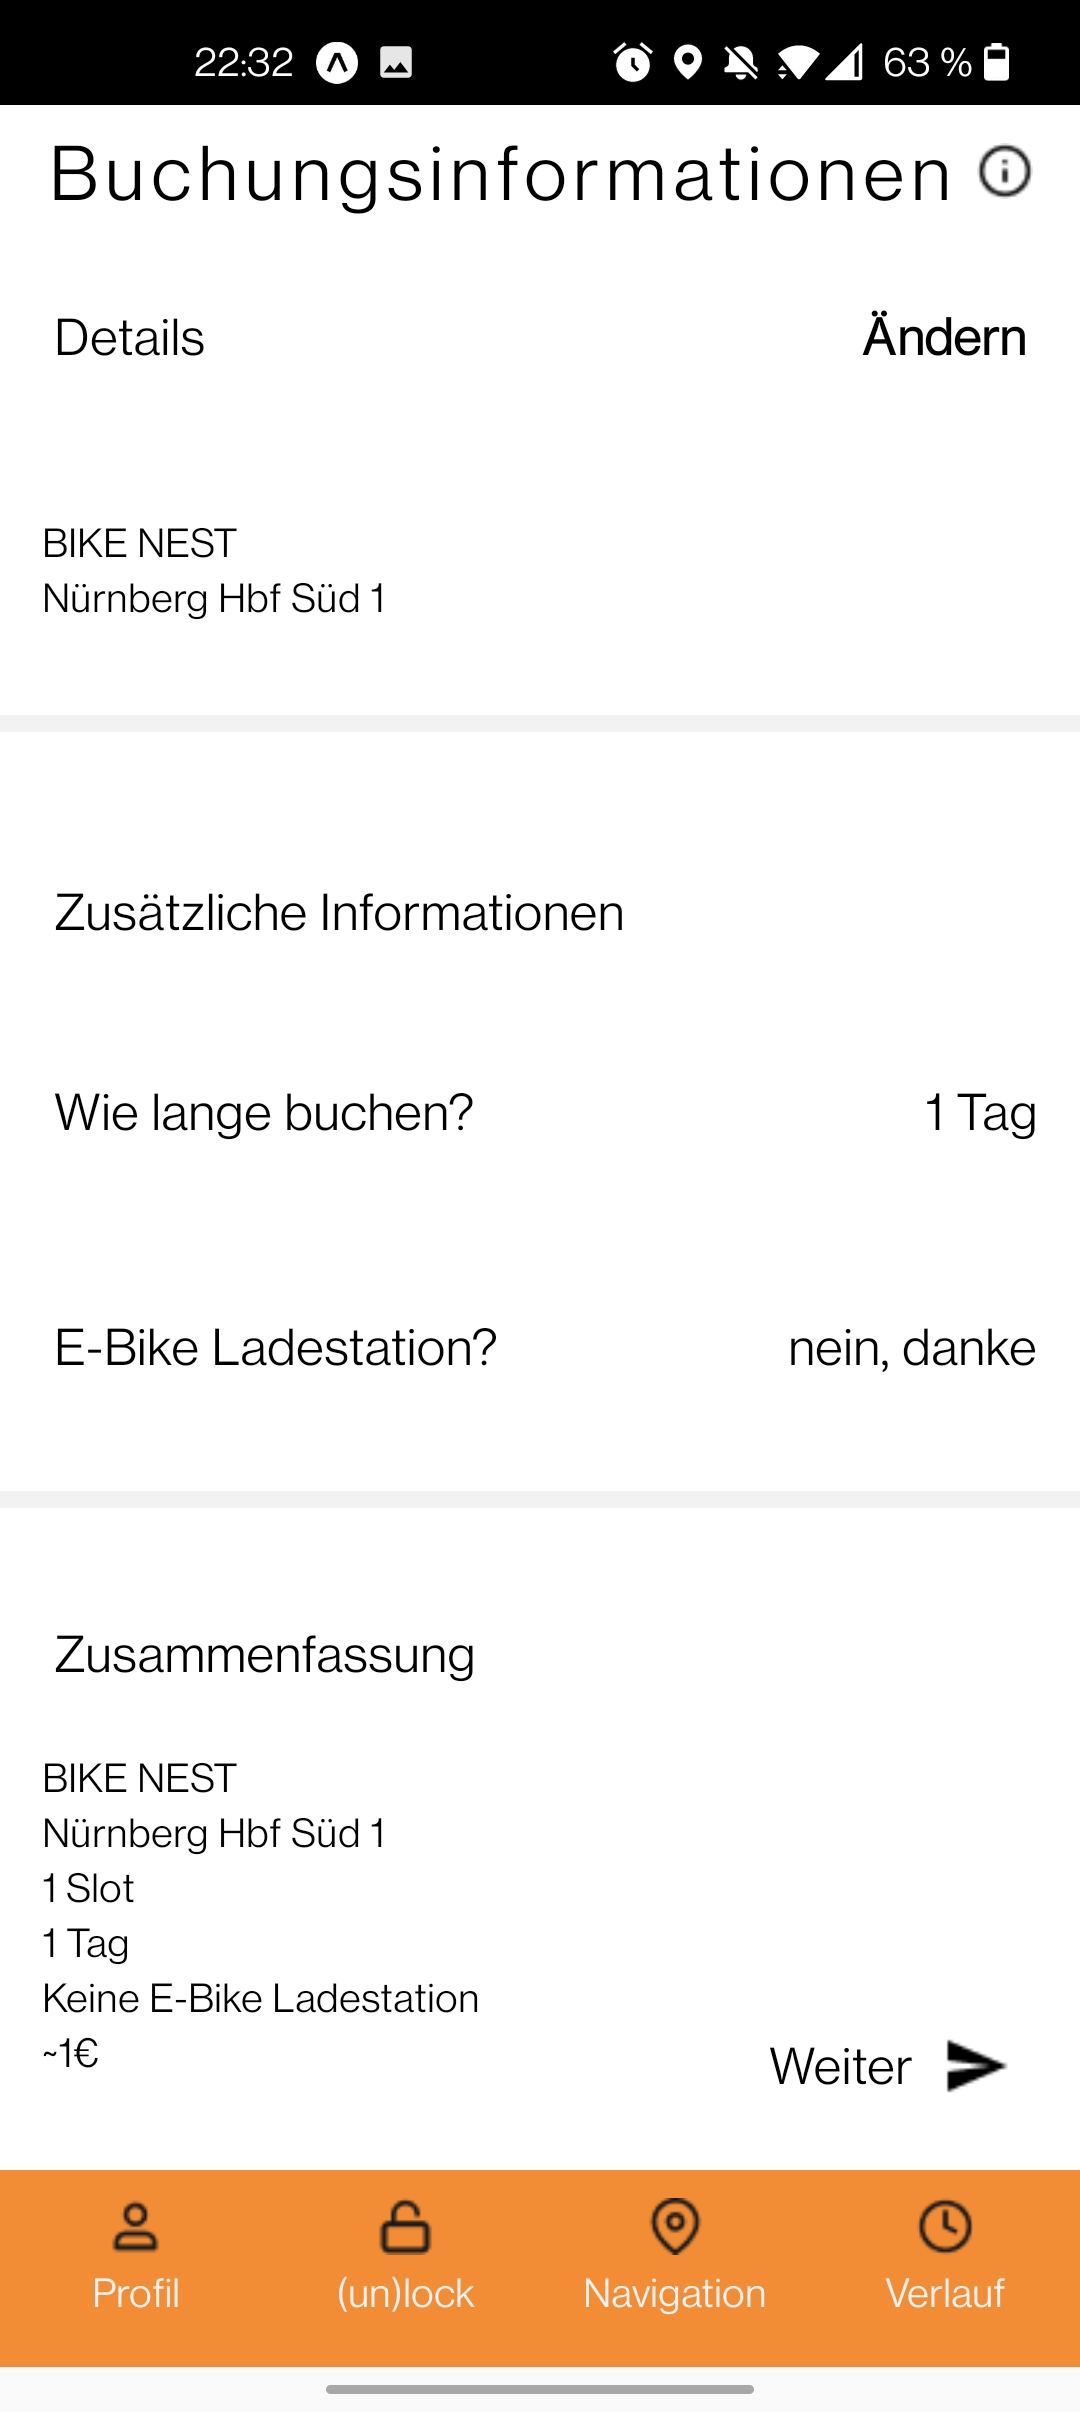 22:32 63 %
Buchungsinformationen
Details Ändern
BIKE NEST
Nürnberg Hbf Süd 1
Zusätzliche Informationen
Wie lange buchen? 1 Tag
E-Bike Ladestation? nein, danke
Zusammenfassung
BIKE NEST
Nürnberg Hbf Süd 1
1 Slot
1 Tag
Keine E-Bike Ladestation
~1€
Weiter
Profil (un)lock Navigation Verlauf